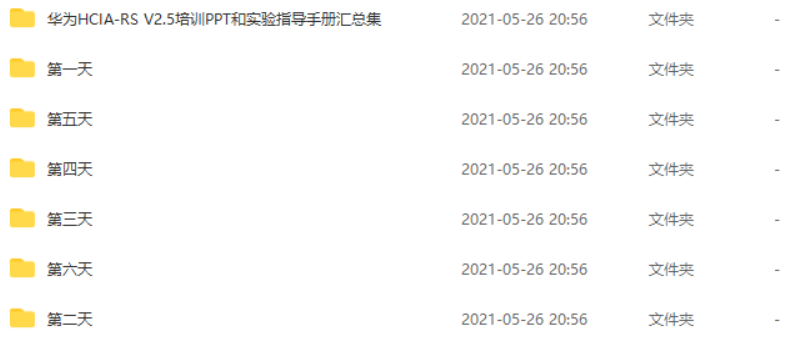 华为HCIA-RS V2.5培训PPT和实验指导手册汇总集 2021-05-26 20:56 文件夹 -
第一天 2021-05-26 20:56 文件夹 -
第五天 2021-05-26 20:56 文件夹 -
第四天 2021-05-26 20:56 文件夹 -
第三天 2021-05-26 20:56 文件夹 -
第六天 2021-05-26 20:56 文件夹 -
第二天 2021-05-26 20:56 文件夹 -